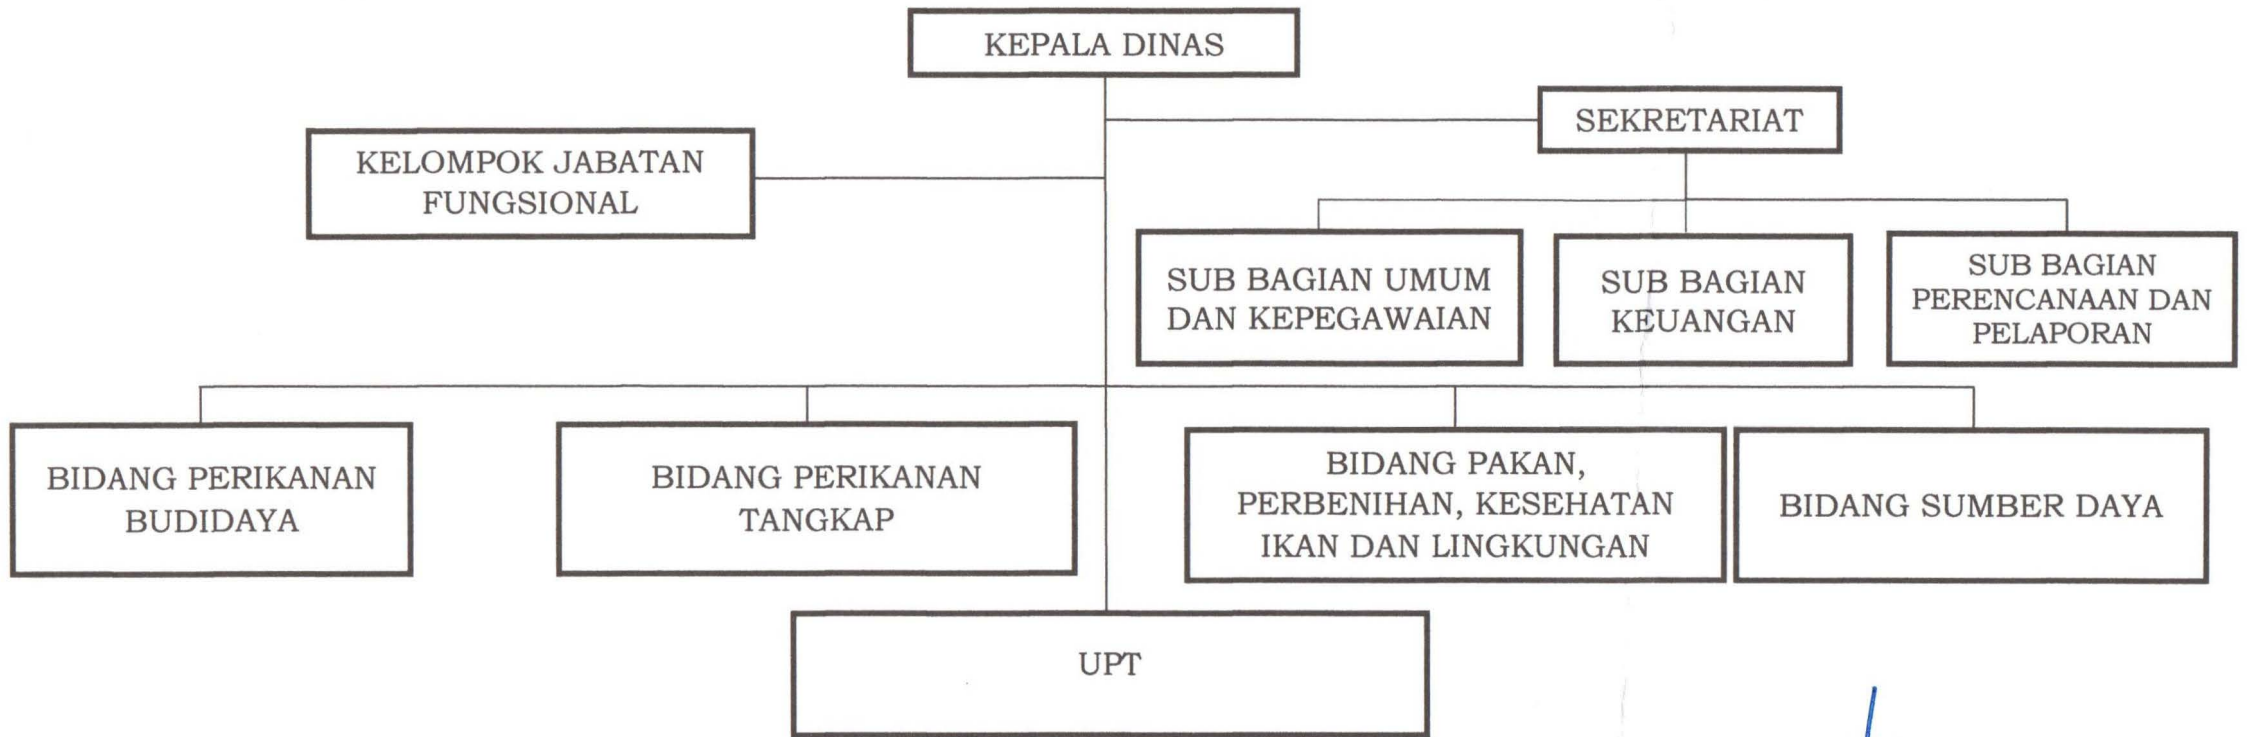 KEPALA DINAS
SEKRETARIAT
KELOMPOK JABATAN
FUNGSIONAL
SUB BAGIAN UMUM
DAN KEPEGAWAIAN
SUB BAGIAN
KEUANGAN
SUB BAGIAN
PERENCANAAN DAN
PELAPORAN
BIDANG PERIKANAN
BUDIDAYA
BIDANG PERIKANAN
TANGKAP
BIDANG PAKAN,
PERBENIHAN, KESEHATAN
IKAN DAN LINGKUNGAN
BIDANG SUMBER DAYA
UPT